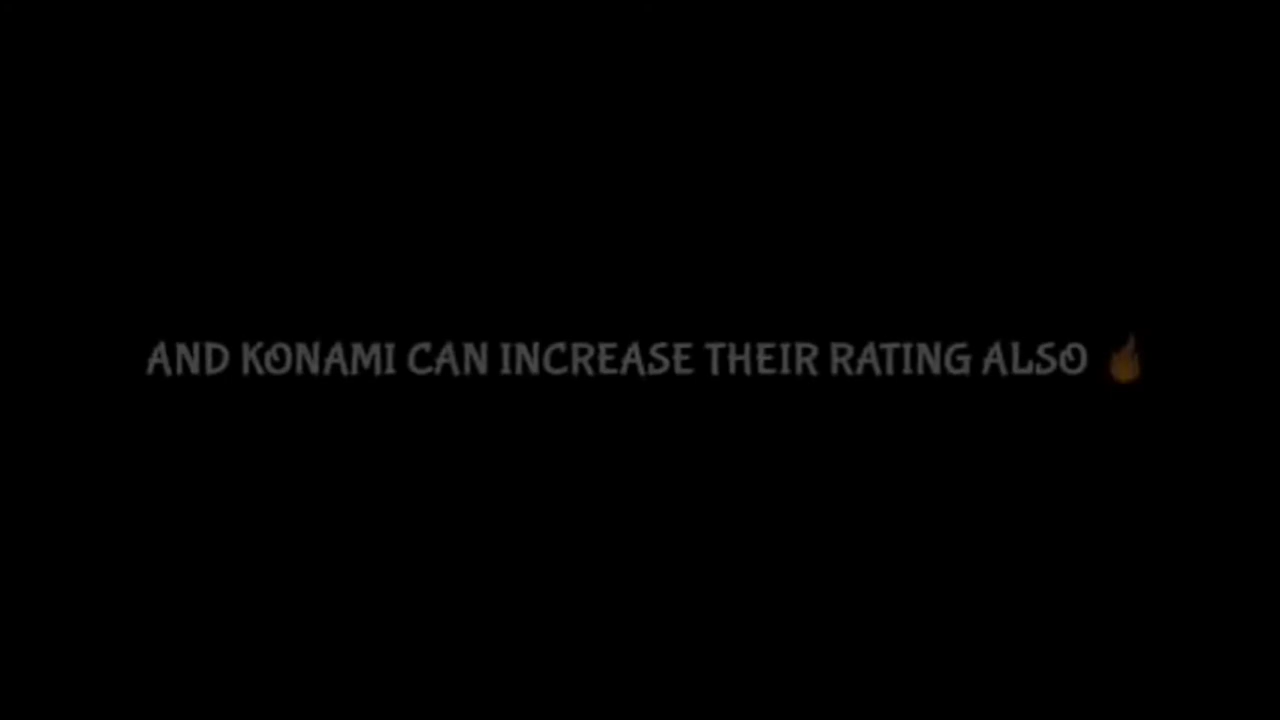 AND KONAMI CAN INCREASE THEIR RATING ALSO 🔥